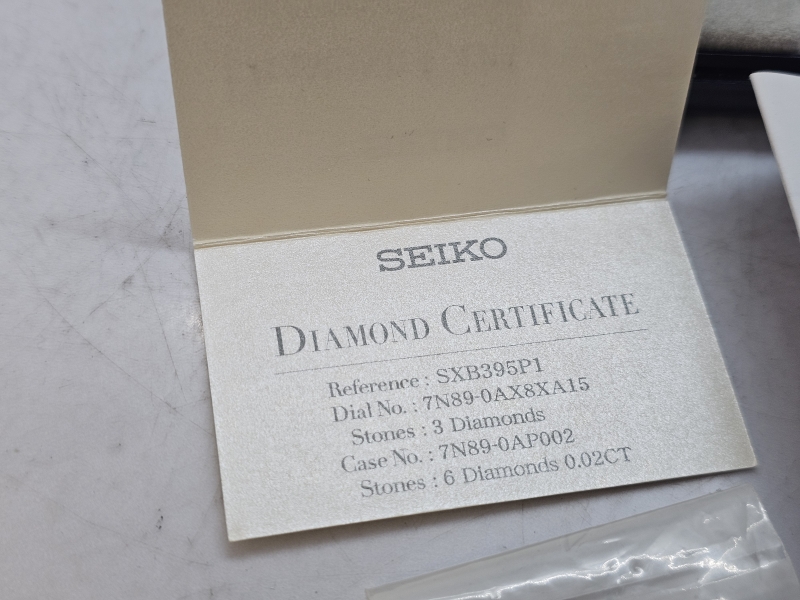 SEIKO
DIAMOND CERTIFICATE
Reference : SXB395P1
Dial No. : 7N89-0AX8XA15
Stones : 3 Diamonds
Case No. : 7N89-0AP002
Stones : 6 Diamonds 0.02CT